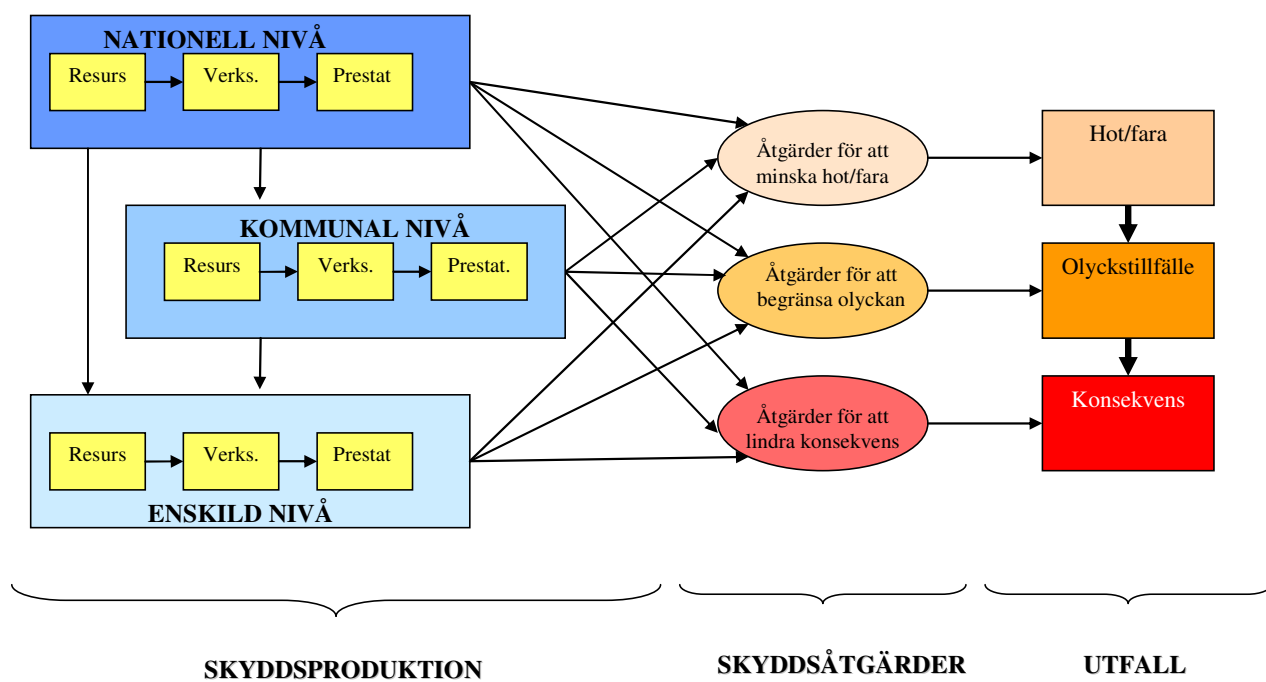 NATIONELL NIVÅ
Resurs
Verks.
Prestat
KOMMUNAL NIVÅ
Resurs
Verks.
Prestat.
Resurs
Verks.
Prestat
ENSKILD NIVÅ
Åtgärder för att
minska hot/fara
Åtgärder för att
begränsa olyckan
Åtgärder för att
lindra konsekvens
Hot/fara
Olyckstillfälle
Konsekvens
SKYDDSPRODUKTION
SKYDDSÅTGÄRDER
UTFALL